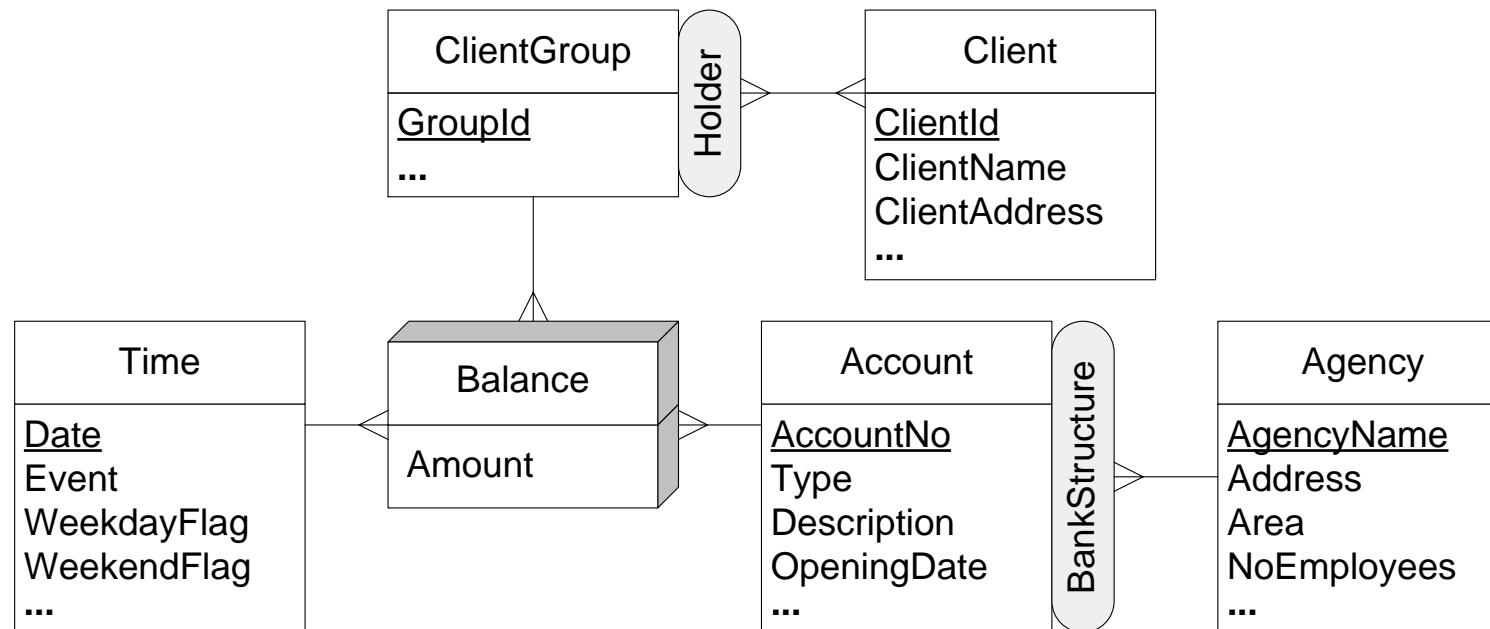 ClientGroup
GroupId
...
Holder
Client
ClientId
ClientName
ClientAddress
...
Time
Date
Event
WeekdayFlag
WeekendFlag
...
Balance
Amount
Account
AccountNo
Type
Description
OpeningDate
...
BankStructure
Agency
AgencyName
Address
Area
NoEmployees
...